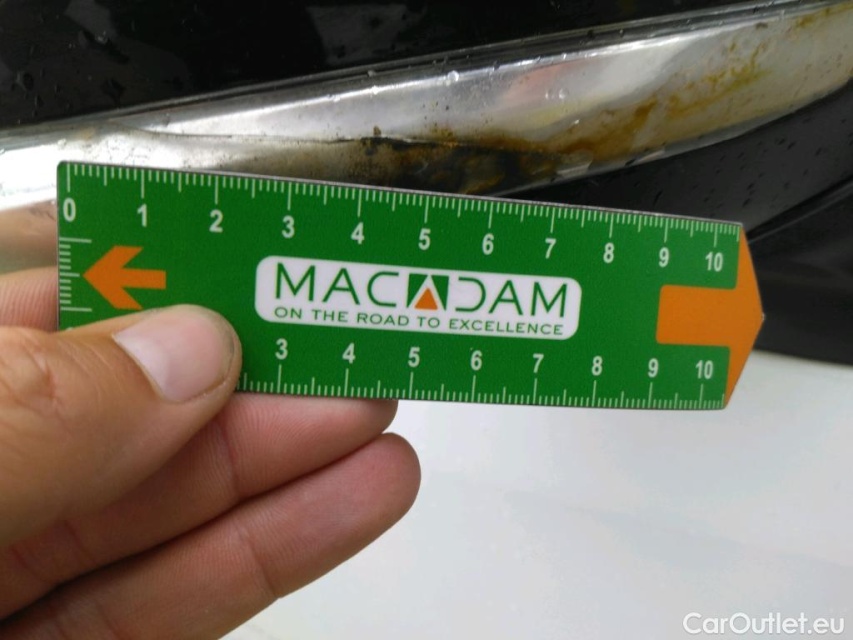 0 1 2 3 4 5 6 7 8 9 10
MACADAM
ON THE ROAD TO EXCELLENCE
3 4 5 6 7 8 9 10
CarOutlet.eu